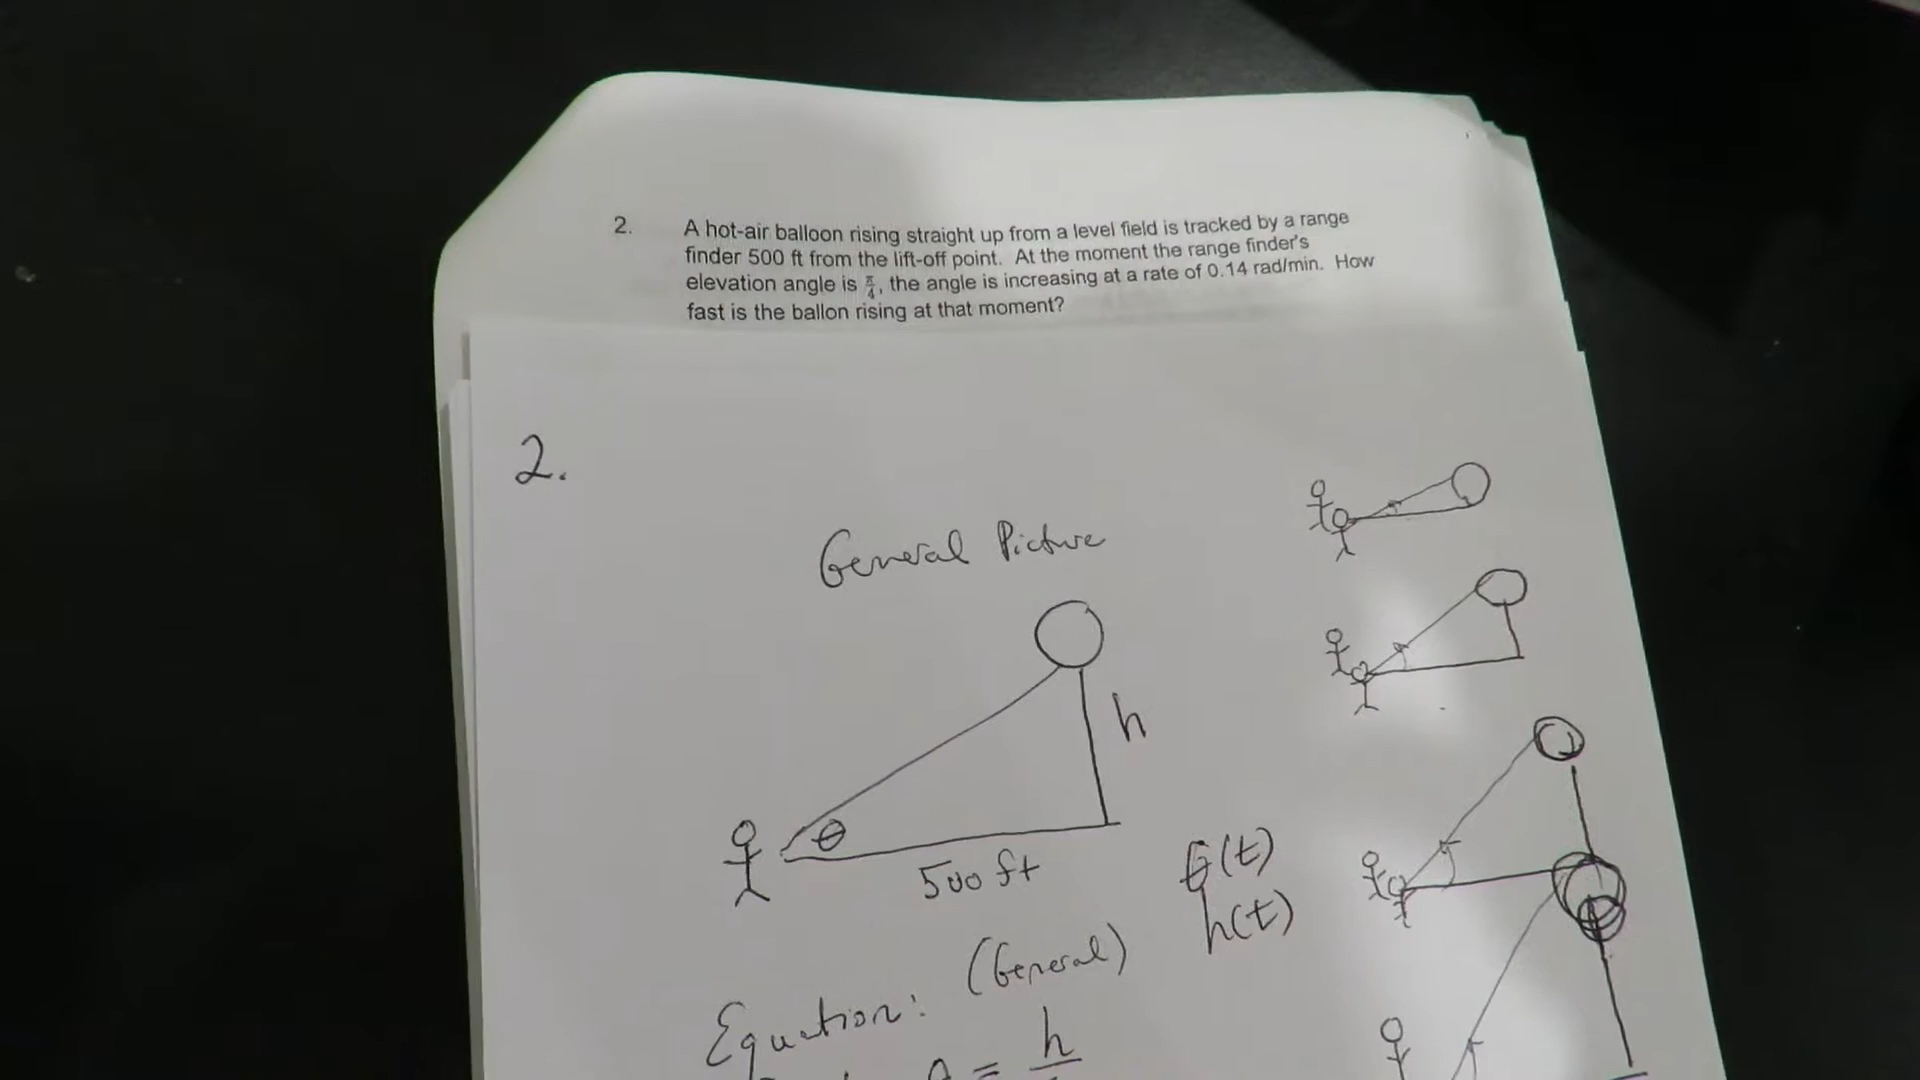 2. A hot-air balloon rising straight up from a level field is tracked by a range
finder 500 ft from the lift-off point. At the moment the range finder's
elevation angle is π/4, the angle is increasing at a rate of 0.14 rad/min. How
fast is the ballon rising at that moment?
2.
General Picture
h
θ
500 ft
θ(t)
h(t)
Equation: (General)
θ = h